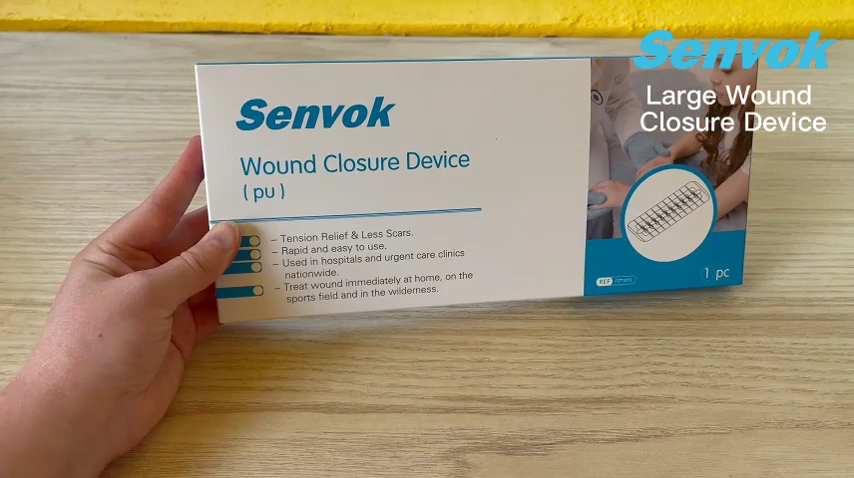 Senvok
Large Wound
Closure Device
Senvok
Wound Closure Device
( pu )
– Tension Relief & Less Scars.
– Rapid and easy to use.
– Used in hospitals and urgent care clinics
nationwide.
– Treat wound immediately at home, on the
sports field and in the wilderness.
REF
1 pc